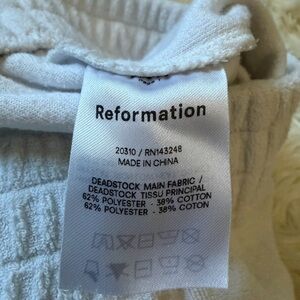 Reformation
20310 / RN143248
MADE IN CHINA
DEADSTOCK MAIN FABRIC /
DEADSTOCK TISSU PRINCIPAL
62% POLYESTER - 38% COTTON
62% POLYESTER - 38% COTON